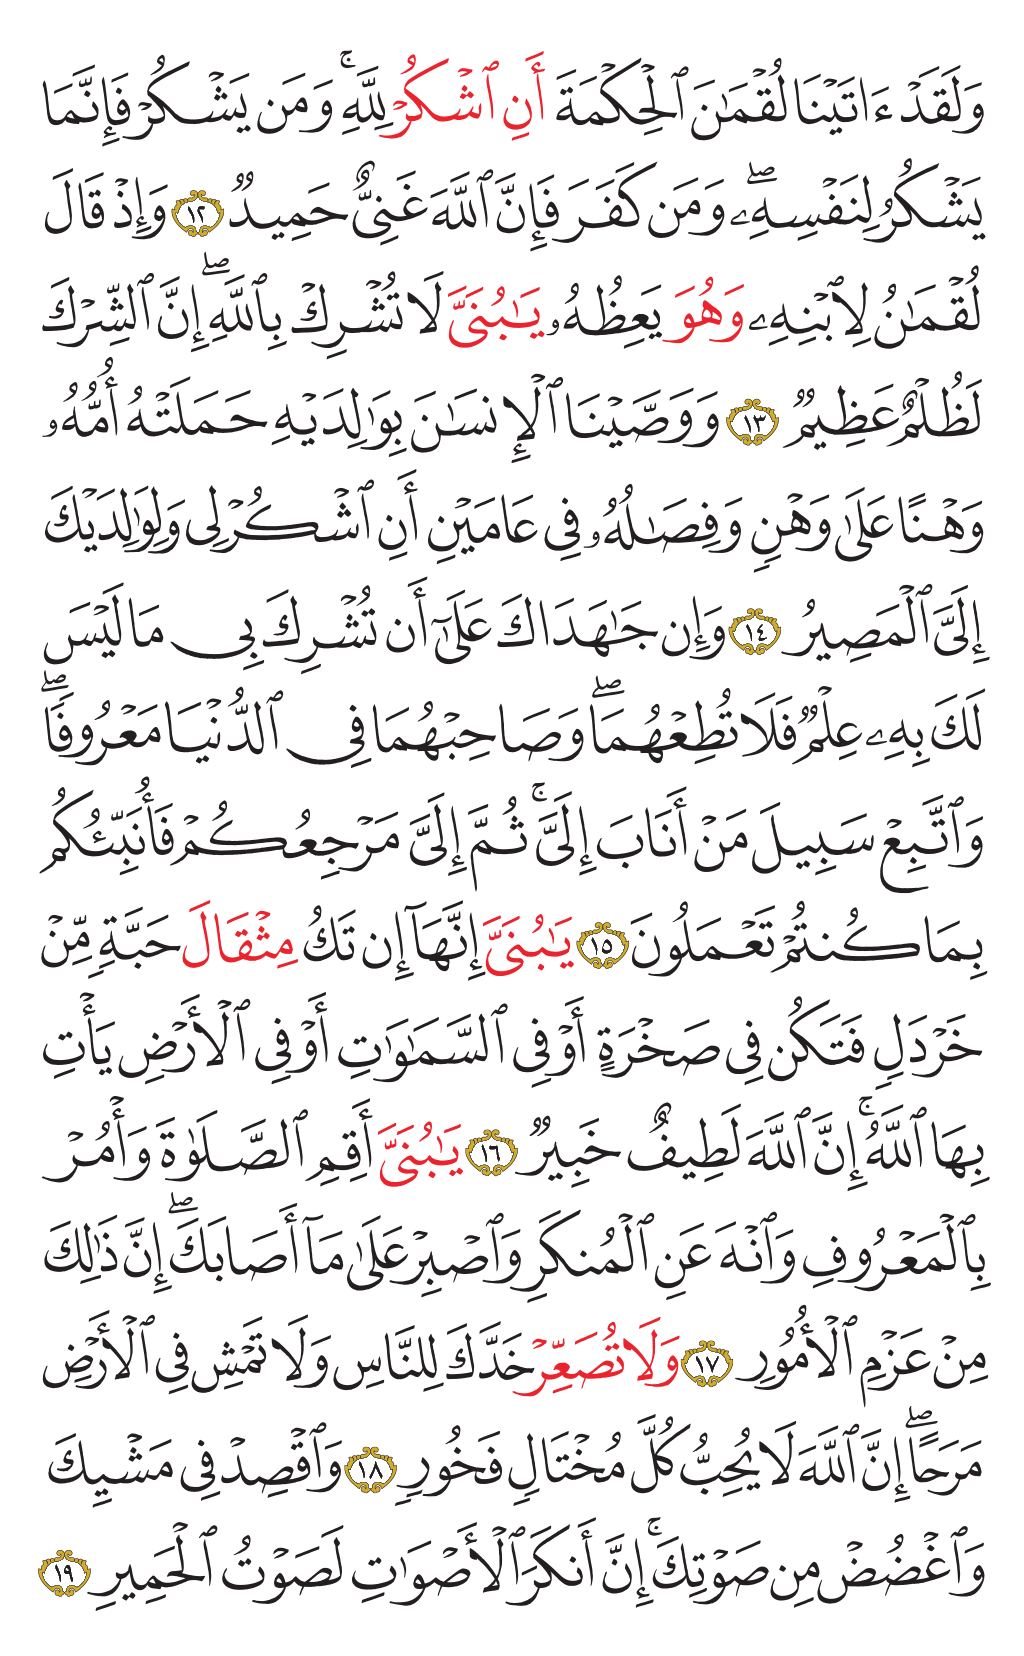 وَلَقَدْ ءَاتَيْنَا لُقْمَٰنَ ٱلْحِكْمَةَ أَنِ ٱشْكُرْ لِلَّهِ ۚ وَمَن يَشْكُرْ فَإِنَّمَا
يَشْكُرُ لِنَفْسِهِۦ ۖ وَمَن كَفَرَ فَإِنَّ ٱللَّهَ غَنِىٌّ حَمِيدٌ ١٢ وَإِذْ قَالَ
لُقْمَٰنُ لِٱبْنِهِۦ وَهُوَ يَعِظُهُۥ يَٰبُنَىَّ لَا تُشْرِكْ بِٱللَّهِ ۖ إِنَّ ٱلشِّرْكَ
لَظُلْمٌ عَظِيمٌ ١٣ وَوَصَّيْنَا ٱلْإِنسَٰنَ بِوَٰلِدَيْهِ حَمَلَتْهُ أُمُّهُۥ
وَهْنًا عَلَىٰ وَهْنٍ وَفِصَٰلُهُۥ فِى عَامَيْنِ أَنِ ٱشْكُرْ لِى وَلِوَٰلِدَيْكَ
إِلَىَّ ٱلْمَصِيرُ ١٤ وَإِن جَٰهَدَاكَ عَلَىٰٓ أَن تُشْرِكَ بِى مَا لَيْسَ
لَكَ بِهِۦ عِلْمٌ فَلَا تُطِعْهُمَا ۖ وَصَاحِبْهُمَا فِى ٱلدُّنْيَا مَعْرُوفًا ۖ
وَٱتَّبِعْ سَبِيلَ مَنْ أَنَابَ إِلَىَّ ۚ ثُمَّ إِلَىَّ مَرْجِعُكُمْ فَأُنَبِّئُكُم
بِمَا كُنتُمْ تَعْمَلُونَ ١٥ يَٰبُنَىَّ إِنَّهَآ إِن تَكُ مِثْقَالَ حَبَّةٍ مِّنْ
خَرْدَلٍ فَتَكُن فِى صَخْرَةٍ أَوْ فِى ٱلسَّمَٰوَٰتِ أَوْ فِى ٱلْأَرْضِ يَأْتِ
بِهَا ٱللَّهُ ۚ إِنَّ ٱللَّهَ لَطِيفٌ خَبِيرٌ ١٦ يَٰبُنَىَّ أَقِمِ ٱلصَّلَوٰةَ وَأْمُرْ
بِٱلْمَعْرُوفِ وَٱنْهَ عَنِ ٱلْمُنكَرِ وَٱصْبِرْ عَلَىٰ مَآ أَصَابَكَ ۖ إِنَّ ذَٰلِكَ
مِنْ عَزْمِ ٱلْأُمُورِ ١٧ وَلَا تُصَعِّرْ خَدَّكَ لِلنَّاسِ وَلَا تَمْشِ فِى ٱلْأَرْضِ
مَرَحًا ۖ إِنَّ ٱللَّهَ لَا يُحِبُّ كُلَّ مُخْتَالٍ فَخُورٍ ١٨ وَٱقْصِدْ فِى مَشْيِكَ
وَٱغْضُضْ مِن صَوْتِكَ ۚ إِنَّ أَنكَرَ ٱلْأَصْوَٰتِ لَصَوْتُ ٱلْحَمِيرِ ١٩